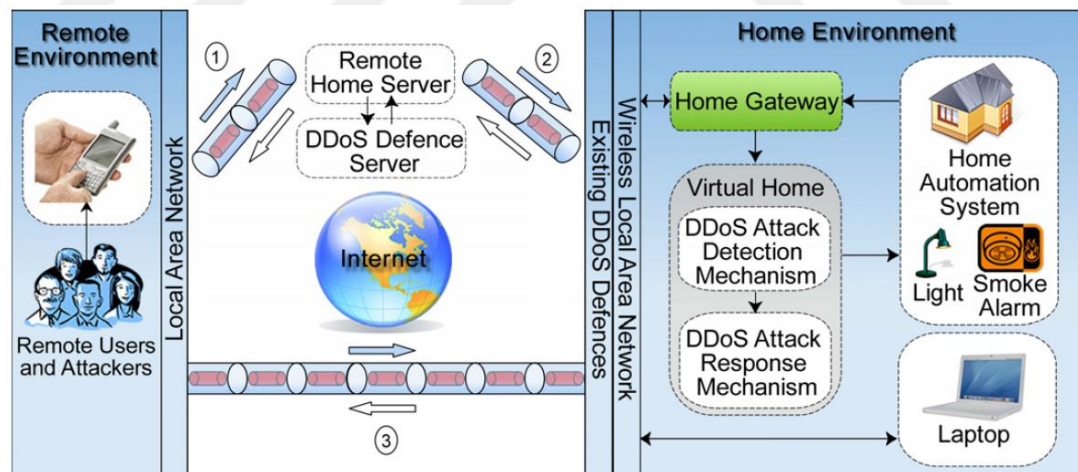 Remote
Environment
Remote Users
and Attackers
Local Area Network
1
Remote
Home Server
DDoS Defence
Server
2
Internet
3
Existing DDoS Defences
Wireless Local Area Network
Home Environment
Home Gateway
Virtual Home
DDoS Attack
Detection
Mechanism
DDoS Attack
Response
Mechanism
Home
Automation
System
Light
Smoke
Alarm
Laptop